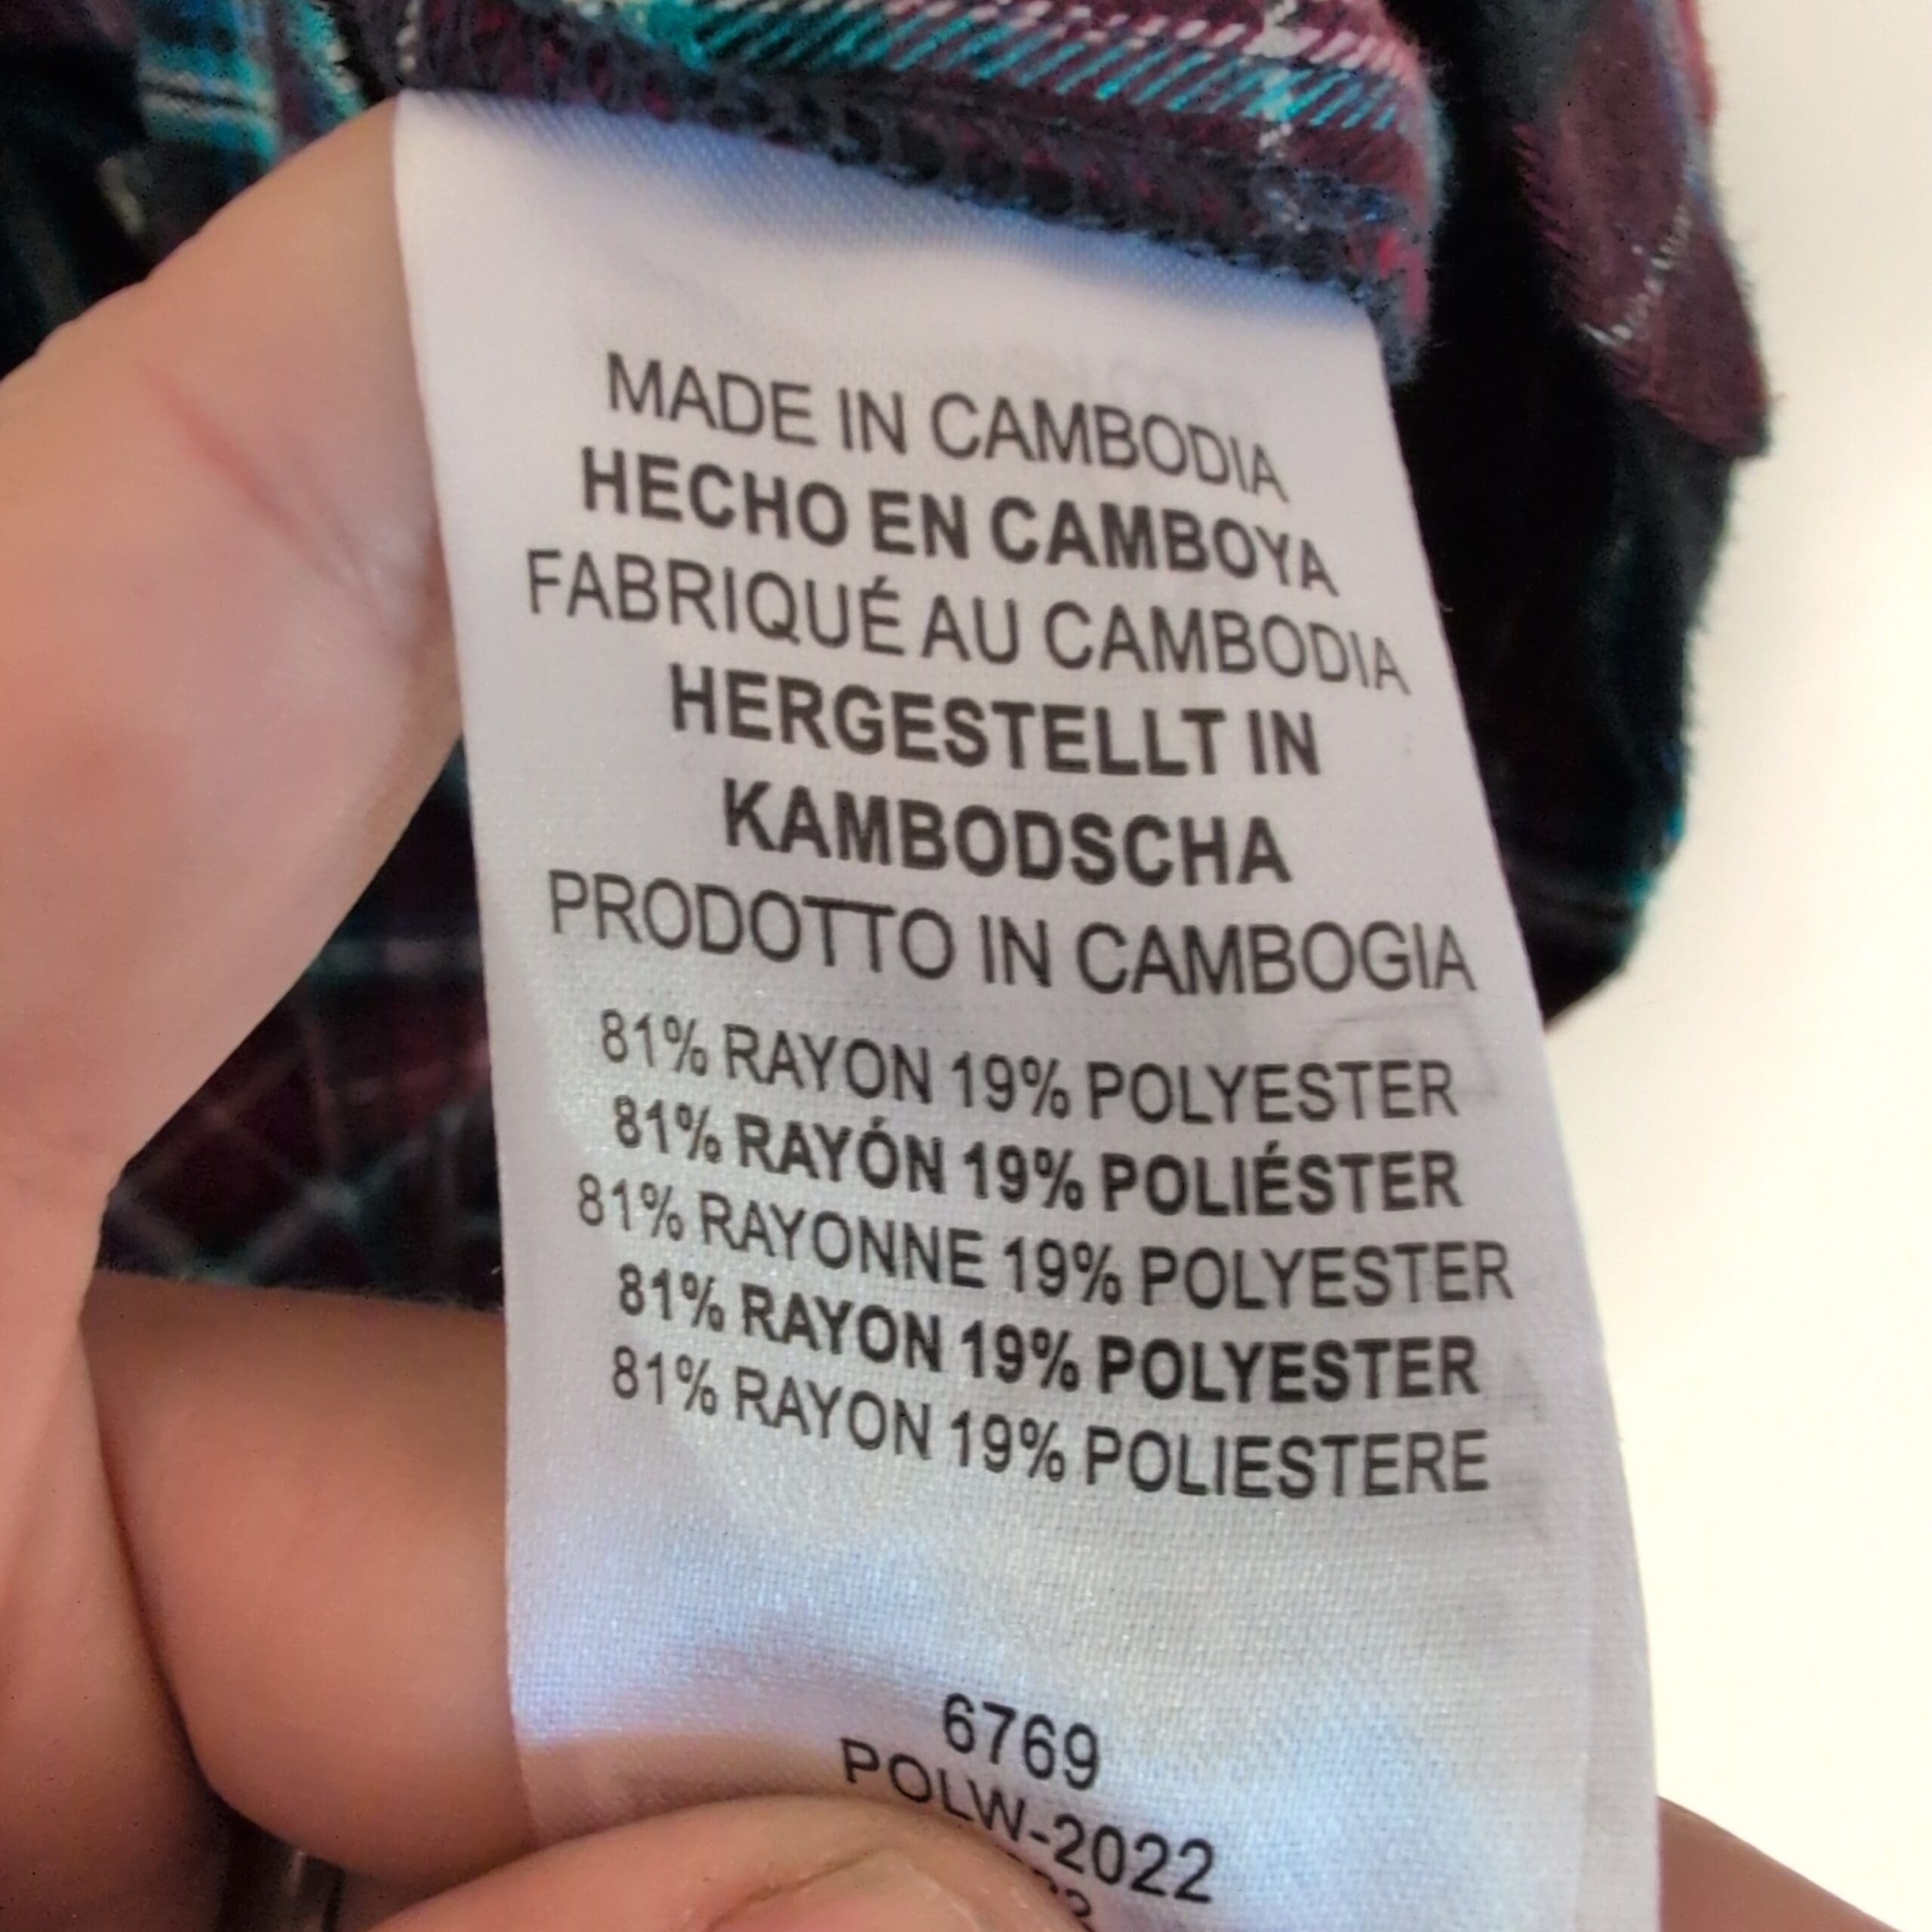 MADE IN CAMBODIA
HECHO EN CAMBOYA
FABRIQUÉ AU CAMBODIA
HERGESTELLT IN
KAMBODSCHA
PRODOTTO IN CAMBOGIA
81% RAYON 19% POLYESTER
81% RAYÓN 19% POLIÉSTER
81% RAYONNE 19% POLYESTER
81% RAYON 19% POLYESTER
81% RAYON 19% POLIESTERE
6769
POLW-2022